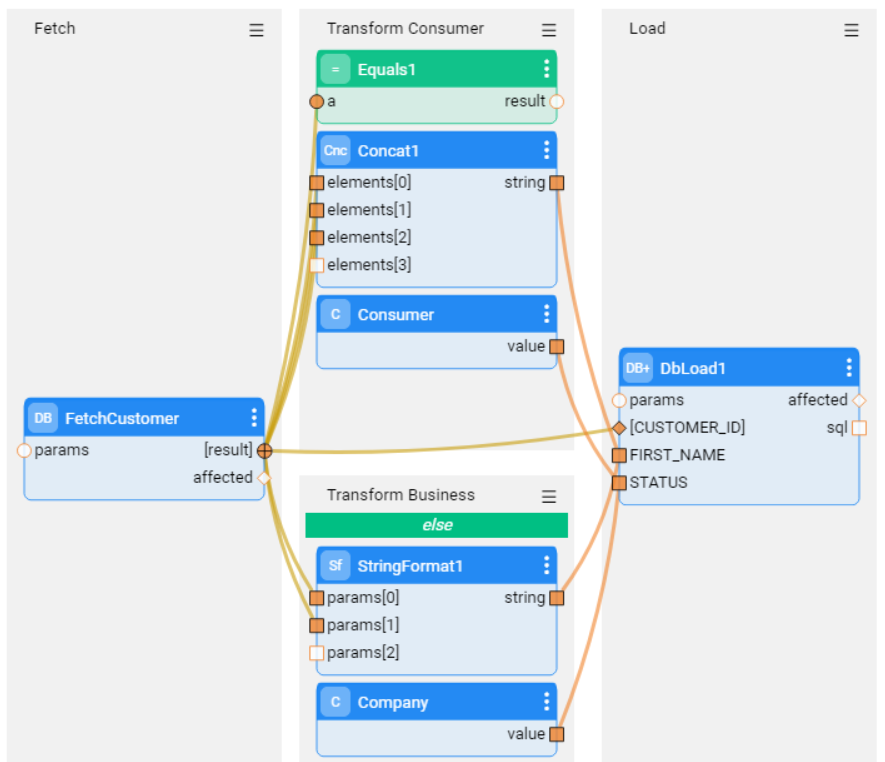 Fetch
DB FetchCustomer
params [result]
affected
Transform Consumer
= Equals1
a result
Cnc Concat1
elements[0] string
elements[1]
elements[2]
elements[3]
C Consumer
value
Transform Business
else
Sf StringFormat1
params[0] string
params[1]
params[2]
C Company
value
Load
DB+ DbLoad1
params affected
[CUSTOMER_ID] sql
FIRST_NAME
STATUS